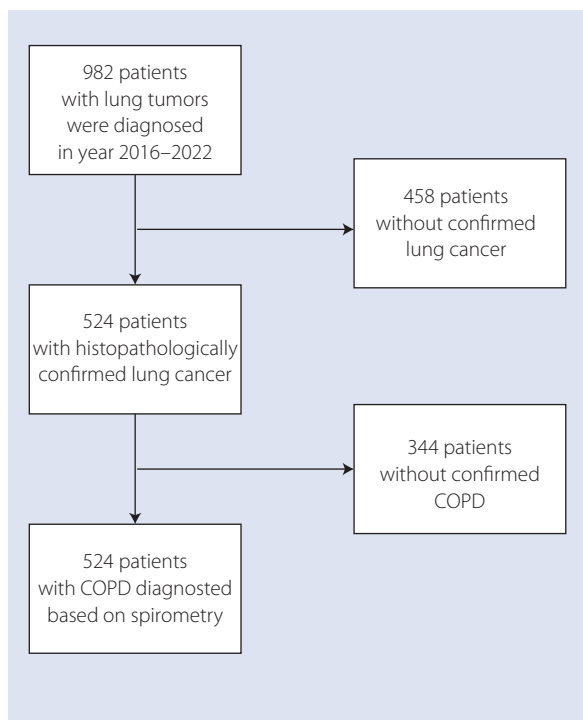 982 patients
with lung tumors
were diagnosed
in year 2016–2022
458 patients
without confirmed
lung cancer
524 patients
with histopathologically
confirmed lung cancer
344 patients
without confirmed
COPD
524 patients
with COPD diagnosted
based on spirometry